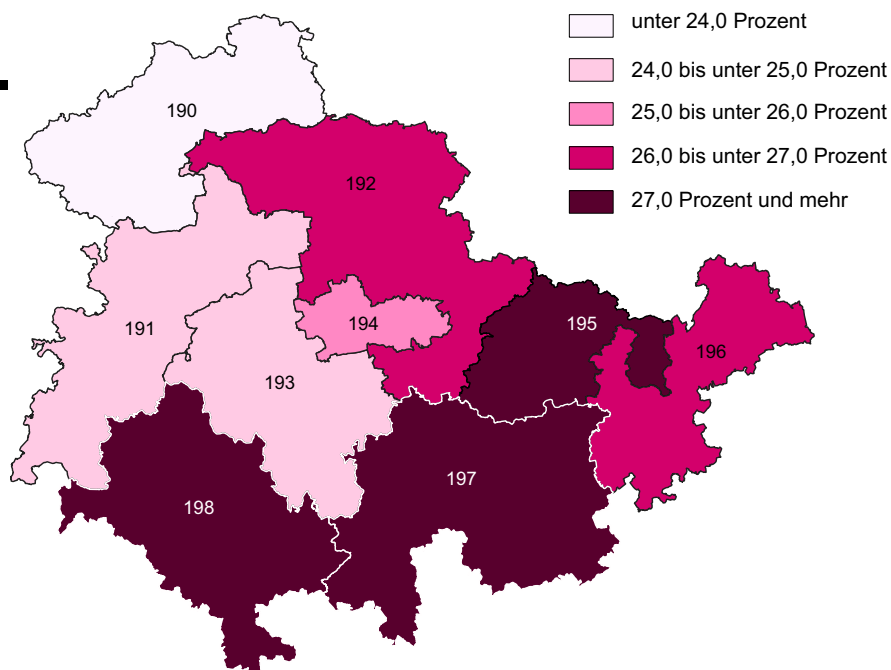 unter 24,0 Prozent
24,0 bis unter 25,0 Prozent
25,0 bis unter 26,0 Prozent
26,0 bis unter 27,0 Prozent
27,0 Prozent und mehr
190
192
191
194
195
196
193
197
198